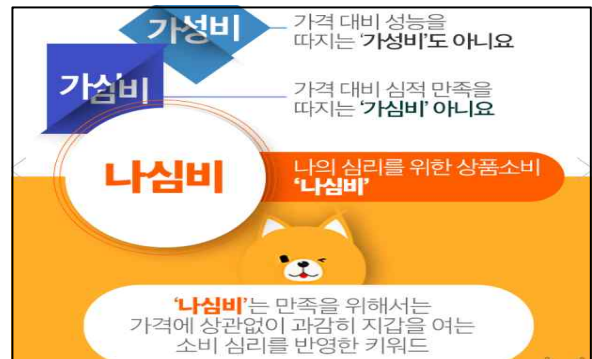 가성비
가격 대비 성능을
따지는 ‘가성비’도 아니요
가심비
가격 대비 심적 만족을
따지는 ‘가심비’ 아니요
나심비
나의 심리를 위한 상품소비
‘나심비’
‘나심비’는 만족을 위해서는
가격에 상관없이 과감히 지갑을 여는
소비 심리를 반영한 키워드